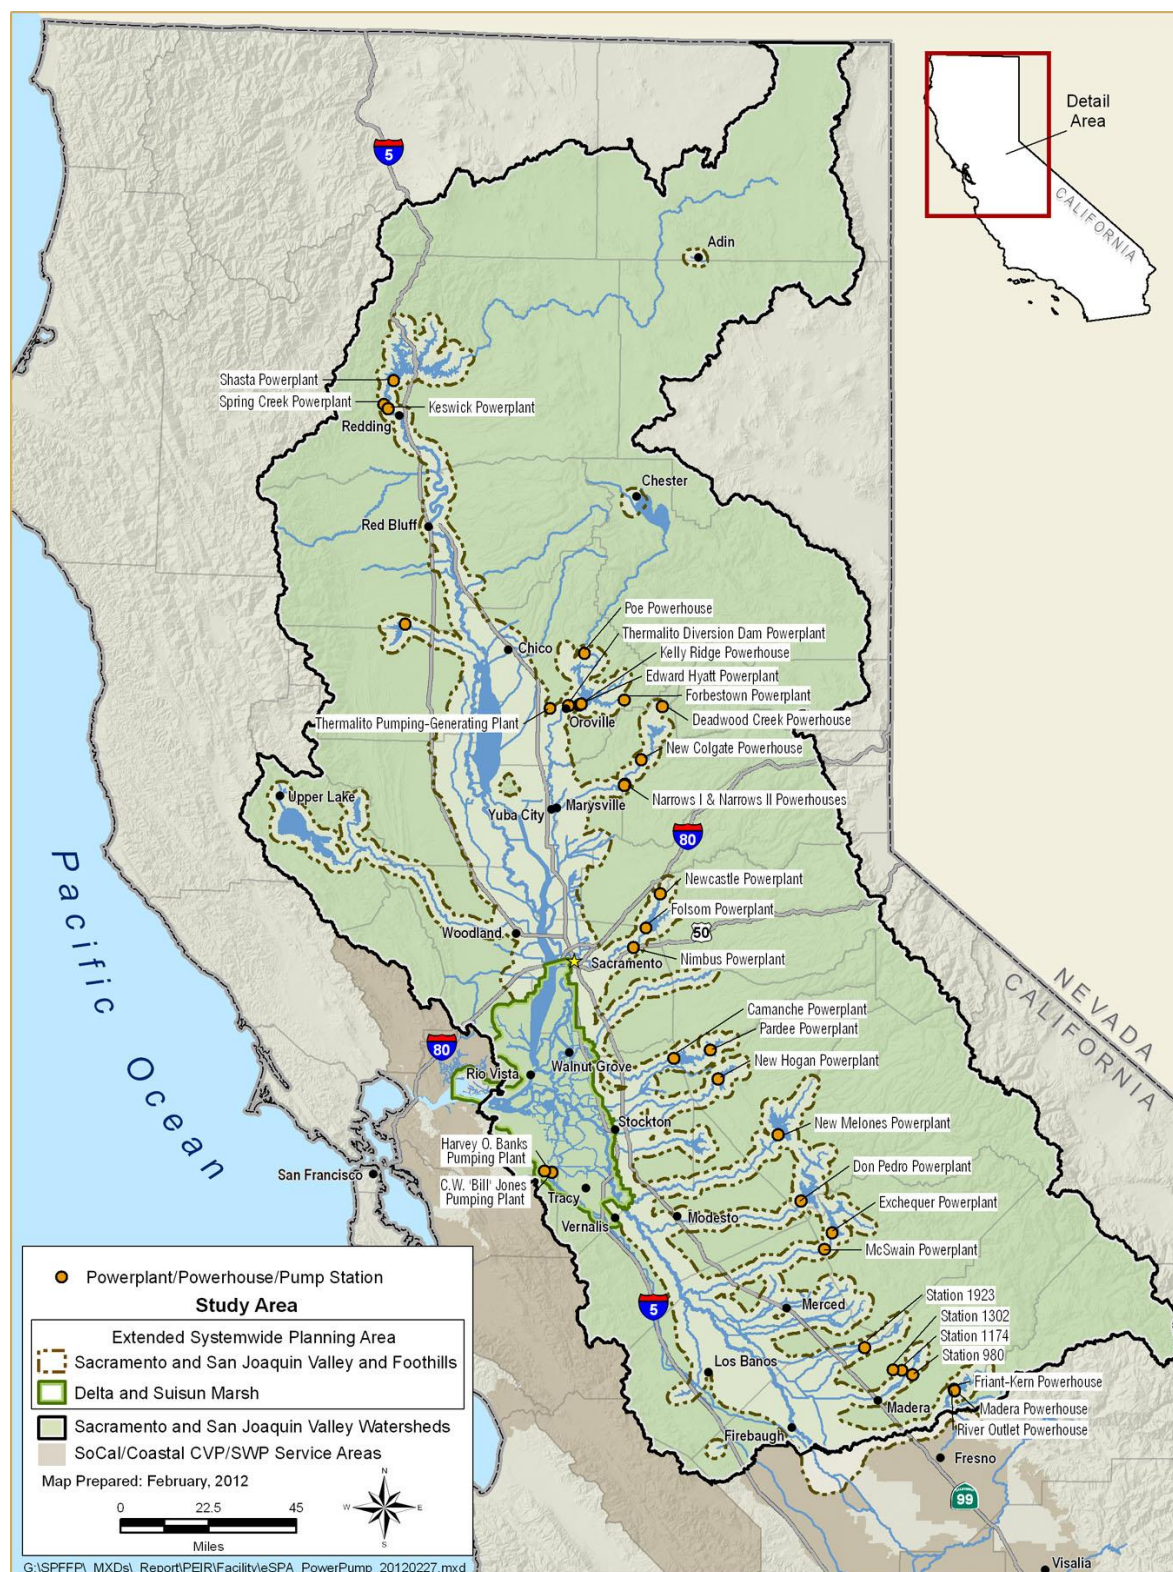 5
Adin
Detail
Area
CALIFORNIA
Shasta Powerplant
Spring Creek Powerplant
Keswick Powerplant
Redding
Chester
Red Bluff
Poe Powerhouse
Thermalito Diversion Dam Powerplant
Kelly Ridge Powerhouse
Chico
Edward Hyatt Powerplant
Forbestown Powerplant
Deadwood Creek Powerhouse
Thermalito Pumping-Generating Plant
Oroville
New Colgate Powerhouse
Upper Lake
Narrows I & Narrows II Powerhouses
Marysville
Yuba City
80
Newcastle Powerplant
Folsom Powerplant
50
Woodland
Nimbus Powerplant
Sacramento
Pacific Ocean
NEVADA
CALIFORNIA
Camanche Powerplant
Pardee Powerplant
80
New Hogan Powerplant
Walnut Grove
Rio Vista
Stockton
New Melones Powerplant
Harvey O. Banks
Pumping Plant
Don Pedro Powerplant
San Francisco
C.W. 'Bill' Jones
Pumping Plant
Tracy
Exchequer Powerplant
Vernalis
Modesto
McSwain Powerplant
5
Merced
Station 1923
Station 1302
Station 1174
Station 980
Los Banos
Friant-Kern Powerhouse
Madera
Madera Powerhouse
River Outlet Powerhouse
Firebaugh
Fresno
CALIFORNIA
99
Visalia
Powerplant/Powerhouse/Pump Station
Study Area
Extended Systemwide Planning Area
Sacramento and San Joaquin Valley and Foothills
Delta and Suisun Marsh
Sacramento and San Joaquin Valley Watersheds
SoCal/Coastal CVP/SWP Service Areas
Map Prepared: February, 2012
0 22.5 45
Miles
N
W E
S
G:\SPFFP\_MXDs\_Report\PEIR\Facility\eSPA_PowerPump_20120227.mxd